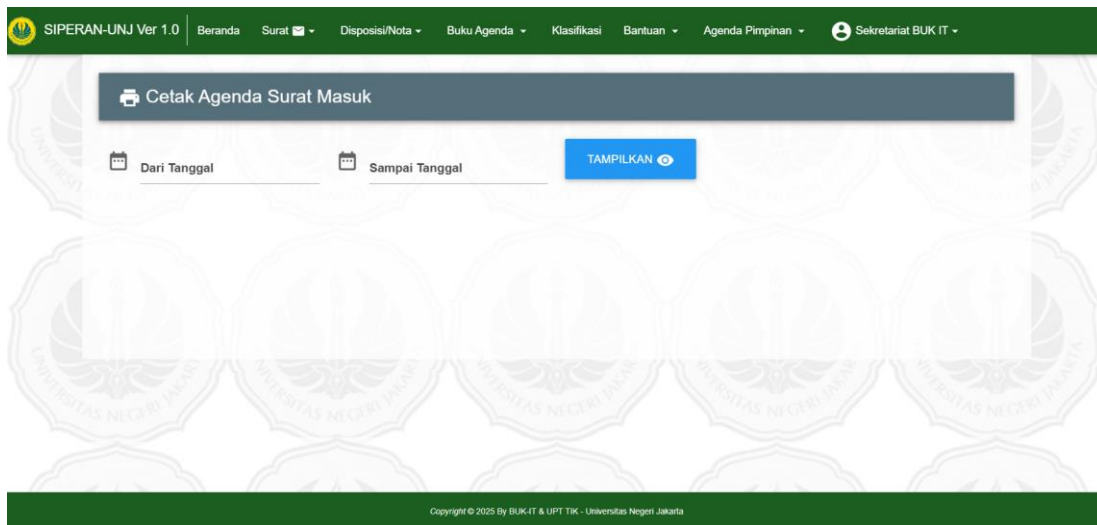 SIPERAN-UNJ Ver 1.0 Beranda Surat Disposisi/Nota Buku Agenda Klasifikasi Bantuan Agenda Pimpinan Sekretariat BUK IT
Cetak Agenda Surat Masuk
Dari Tanggal Sampai Tanggal TAMPILKAN
Copyright © 2025 By BUK-IT & UPT TIK - Universitas Negeri Jakarta